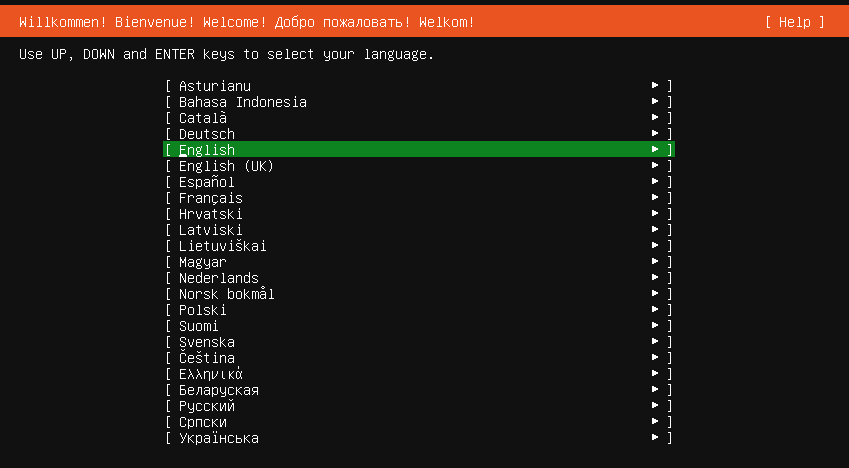 Willkommen! Bienvenue! Welcome! Добро пожаловать! Welkom! [ Help ]
Use UP, DOWN and ENTER keys to select your language.
[ Asturianu ► ]
[ Bahasa Indonesia ► ]
[ Català ► ]
[ Deutsch ► ]
[ English ► ]
[ English (UK) ► ]
[ Español ► ]
[ Français ► ]
[ Hrvatski ► ]
[ Latviski ► ]
[ Lietuviškai ► ]
[ Magyar ► ]
[ Nederlands ► ]
[ Norsk bokmål ► ]
[ Polski ► ]
[ Suomi ► ]
[ Svenska ► ]
[ Čeština ► ]
[ Ελληνικά ► ]
[ Беларуская ► ]
[ Русский ► ]
[ Српски ► ]
[ Українська ► ]